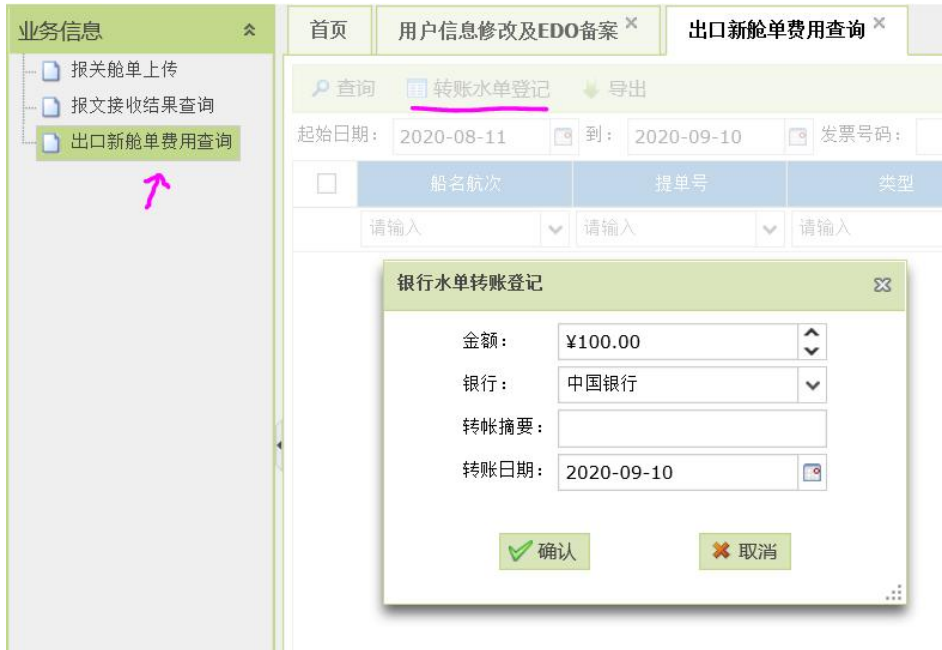 业务信息
报关舱单上传
报文接收结果查询
出口新舱单费用查询
首页 用户信息修改及EDO备案 出口新舱单费用查询
查询 转账水单登记 导出
起始日期： 2020-08-11 到： 2020-09-10 发票号码：
船名航次 提单号 类型
请输入 请输入 请输入
银行水单转账登记
金额： ¥100.00
银行： 中国银行
转帐摘要：
转账日期： 2020-09-10
确认 取消